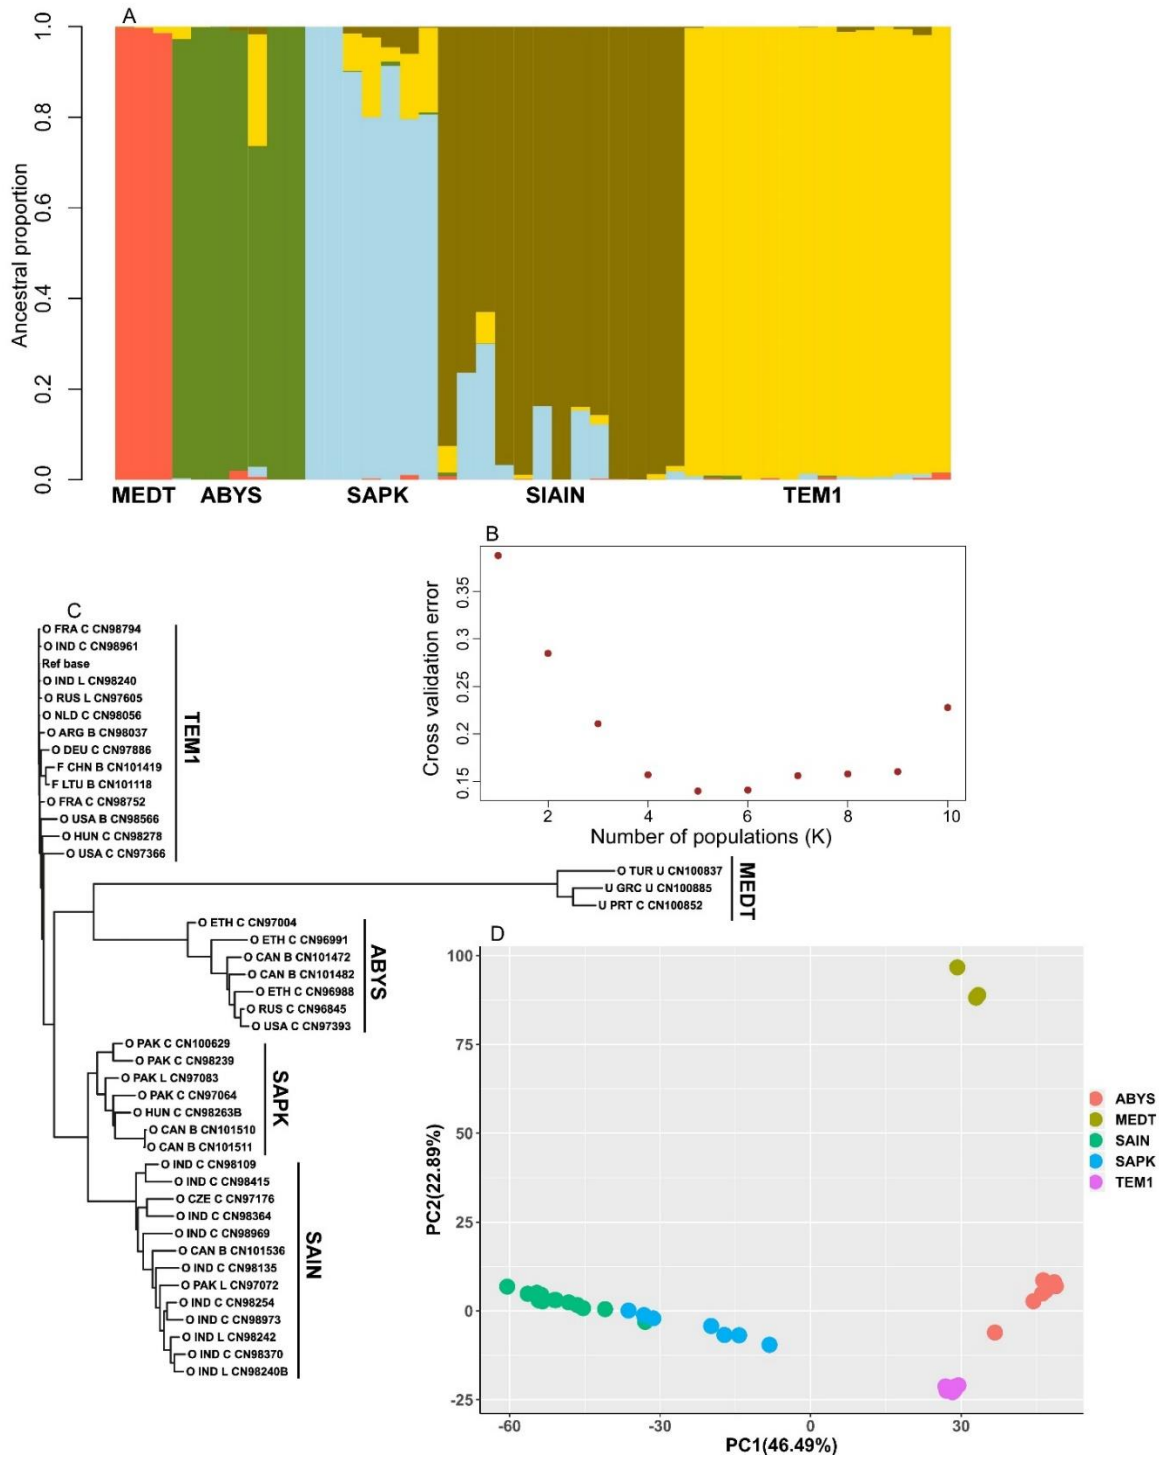 A
Ancestral proportion
1.0
0.8
0.6
0.4
0.2
0.0
MEDT ABYS SAPK SIAIN TEM1
B
Cross validation error
0.35
0.3
0.25
0.2
0.15
2 4 6 8 10
Number of populations (K)
C
O FRA C CN98794
O IND C CN98961
Ref base
O IND L CN98240
O RUS L CN97605
O NLD C CN98056
O ARG B CN98037
O DEU C CN97886
F CHN B CN101419
F LTU B CN101118
O FRA C CN98752
O USA B CN98566
O HUN C CN98278
O USA C CN97366
TEM1
O TUR U CN100837
U GRC U CN100885
U PRT C CN100852
MEDT
O ETH C CN97004
O ETH C CN96991
O CAN B CN101472
O CAN B CN101482
O ETH C CN96988
O RUS C CN96845
O USA C CN97393
ABYS
O PAK C CN100629
O PAK C CN98239
O PAK L CN97083
O PAK C CN97064
O HUN C CN98263B
O CAN B CN101510
O CAN B CN101511
SAPK
O IND C CN98109
O IND C CN98415
O CZE C CN97176
O IND C CN98364
O IND C CN98969
O CAN B CN101536
O IND C CN98135
O PAK L CN97072
O IND C CN98254
O IND C CN98973
O IND L CN98242
O IND C CN98370
O IND L CN98240B
SAIN
D
PC2(22.89%)
100
75
50
25
0
-25
-60 -30 0 30
PC1(46.49%)
ABYS
MEDT
SAIN
SAPK
TEM1